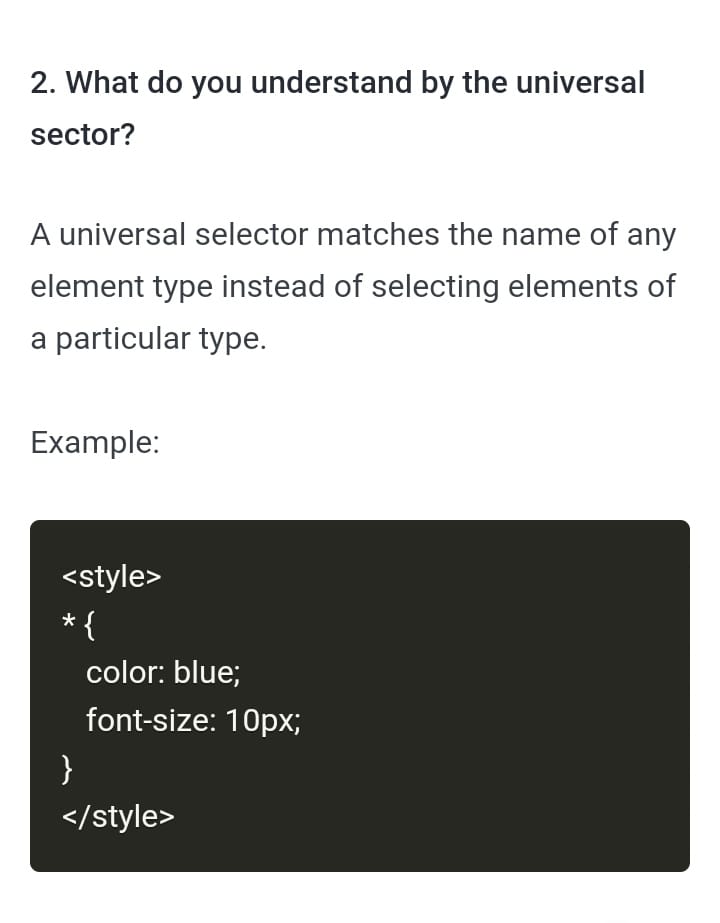 2. What do you understand by the universal
sector?
A universal selector matches the name of any
element type instead of selecting elements of
a particular type.
Example:
<style>
* {
color: blue;
font-size: 10px;
}
</style>